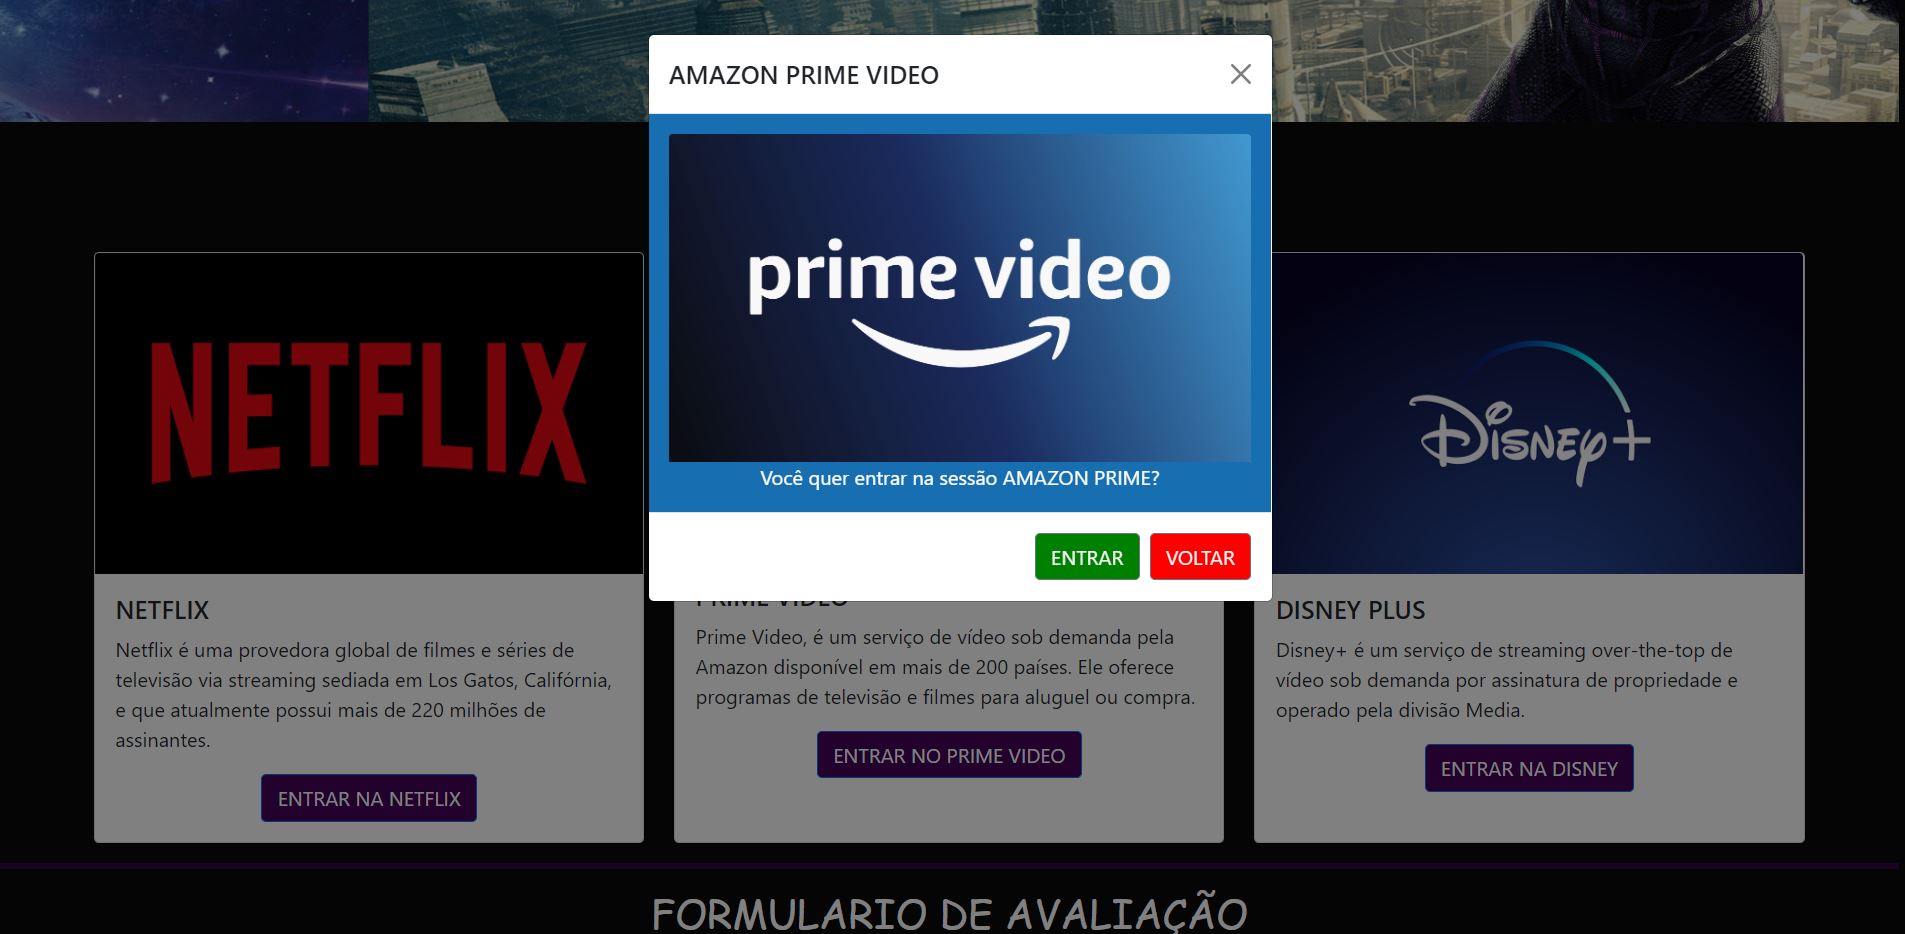 AMAZON PRIME VIDEO
prime video
Você quer entrar na sessão AMAZON PRIME?
ENTRAR
VOLTAR
NETFLIX
NETFLIX
Netflix é uma provedora global de filmes e séries de
televisão via streaming sediada em Los Gatos, Califórnia,
e que atualmente possui mais de 220 milhões de
assinantes.
ENTRAR NA NETFLIX
PRIME VIDEO
Prime Video, é um serviço de vídeo sob demanda pela
Amazon disponível em mais de 200 países. Ele oferece
programas de televisão e filmes para aluguel ou compra.
ENTRAR NO PRIME VIDEO
Disney+
DISNEY PLUS
Disney+ é um serviço de streaming over-the-top de
vídeo sob demanda por assinatura de propriedade e
operado pela divisão Media.
ENTRAR NA DISNEY
FORMULARIO DE AVALIAÇÃO